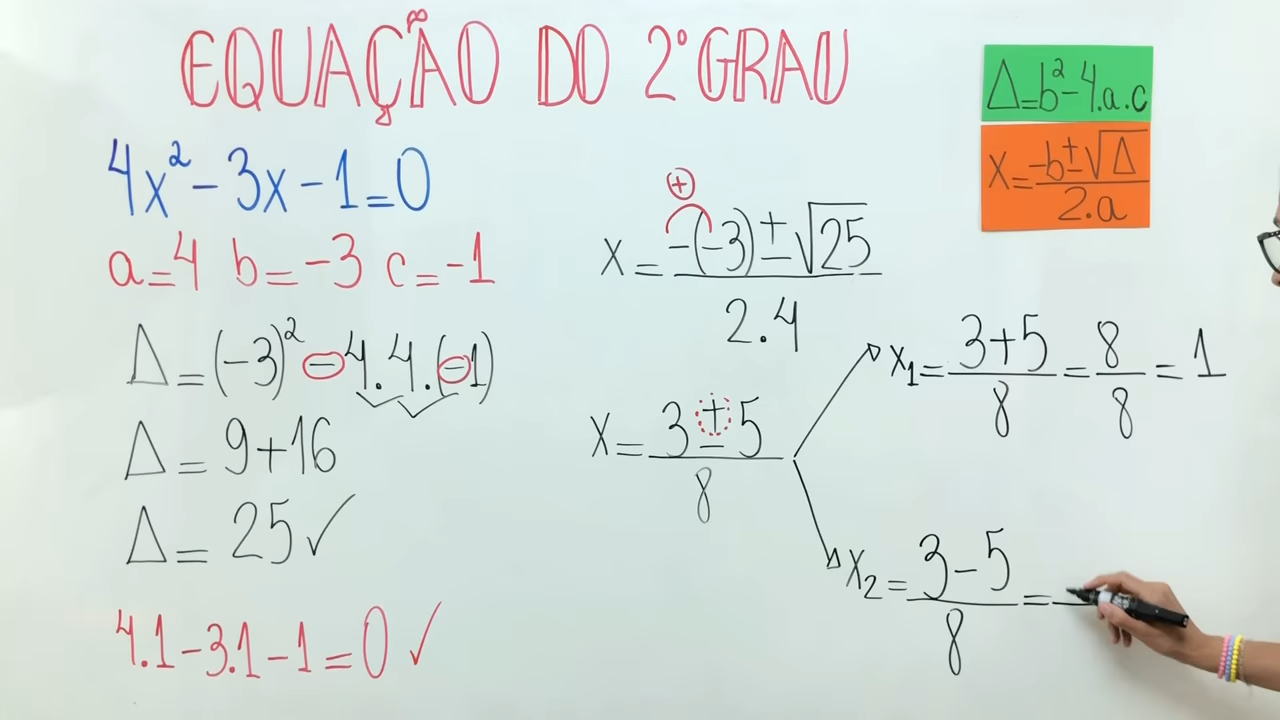 EQUAÇÃO DO 2º GRAU
Δ=b²-4.a.c
x=-b±√Δ/2.a
4x²-3x-1=0
a=4 b=-3 c=-1
Δ=(-3)²-4.4.(-1)
Δ=9+16
Δ=25✓
4.1-3.1-1=0✓
+
x=-(-3)±√25/2.4
x=3±5/8
x₁=3+5/8=8/8=1
x₂=3-5/8=